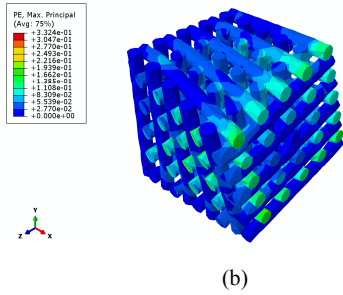 PE, Max. Principal
(Avg: 75%)
+3.324e-01
+3.047e-01
+2.770e-01
+2.493e-01
+2.216e-01
+1.939e-01
+1.662e-01
+1.385e-01
+1.108e-01
+8.309e-02
+5.539e-02
+2.770e-02
+0.000e+00
Y
Z X
(b)